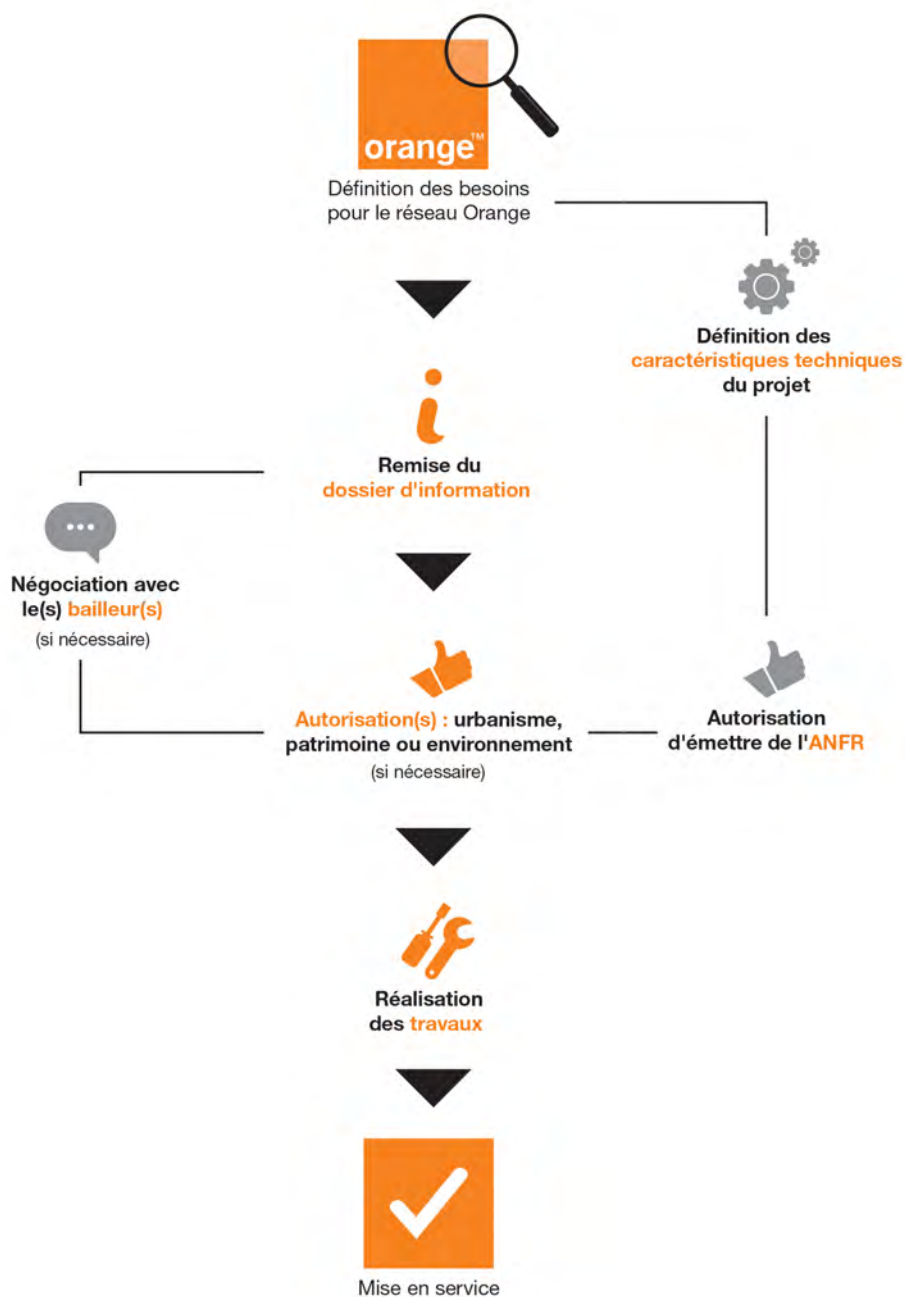 orange™
Définition des besoins
pour le réseau Orange
Définition des
caractéristiques techniques
du projet
Remise du
dossier d'information
Négociation avec
le(s) bailleur(s)
(si nécessaire)
Autorisation(s) : urbanisme,
patrimoine ou environnement
(si nécessaire)
Autorisation
d'émettre de l'ANFR
Réalisation
des travaux
Mise en service